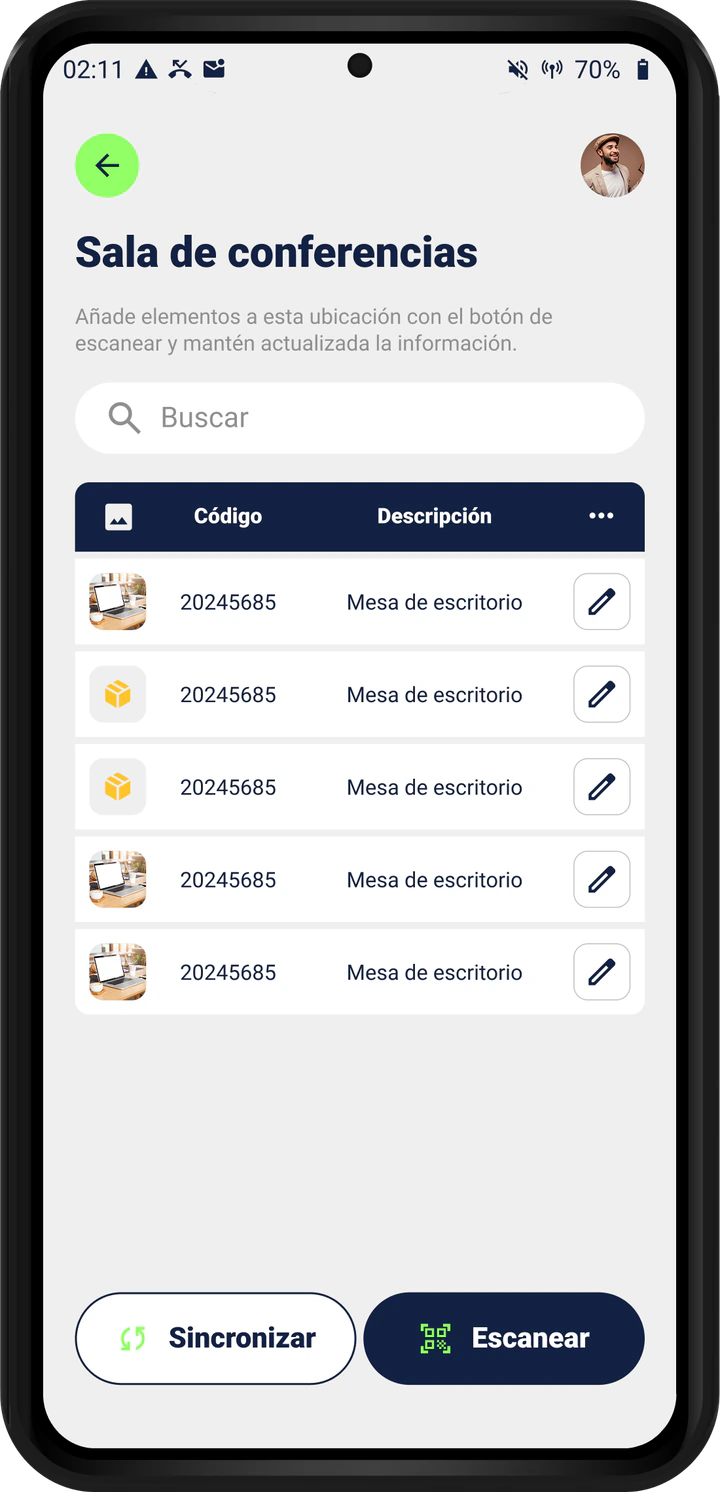 02:11 70%
Sala de conferencias
Añade elementos a esta ubicación con el botón de
escanear y mantén actualizada la información.
Buscar
Código Descripción
20245685 Mesa de escritorio
20245685 Mesa de escritorio
20245685 Mesa de escritorio
20245685 Mesa de escritorio
20245685 Mesa de escritorio
Sincronizar Escanear